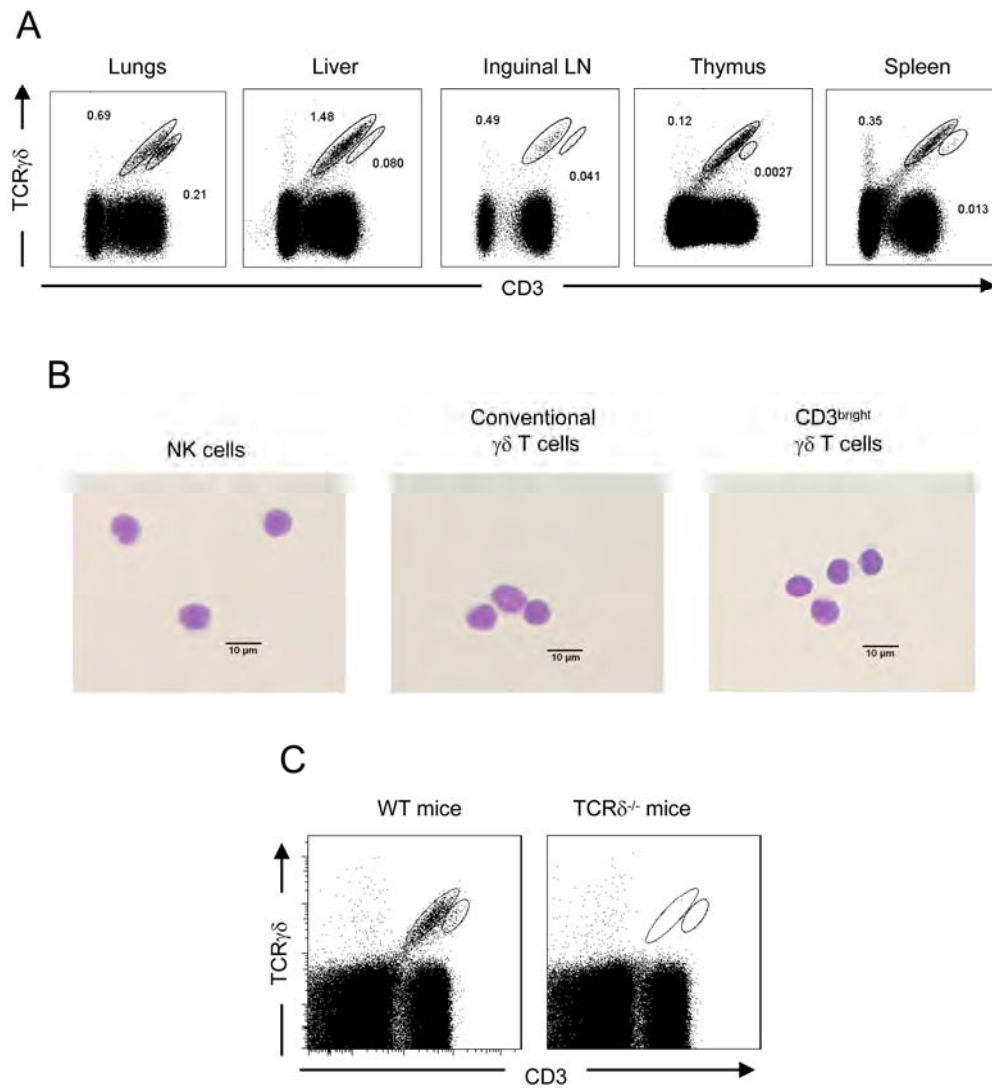 A
Lungs Liver Inguinal LN Thymus Spleen
TCRγδ
0.69 1.48 0.49 0.12 0.35
0.21 0.080 0.041 0.0027 0.013
CD3
B
NK cells
Conventional
γδ T cells
CD3bright
γδ T cells
10 µm 10 µm 10 µm
C
WT mice TCRδ-/- mice
TCRγδ
CD3